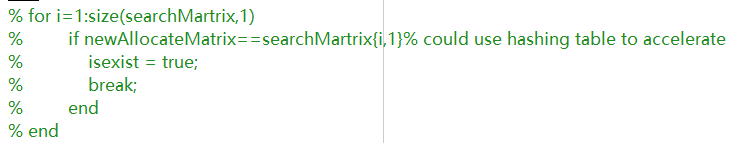 % for i=1:size(searchMartrix,1)
%     if newAllocateMatrix==searchMartrix{i,1}% could use hashing table to accelerate
%         isexist = true;
%         break;
%     end
% end